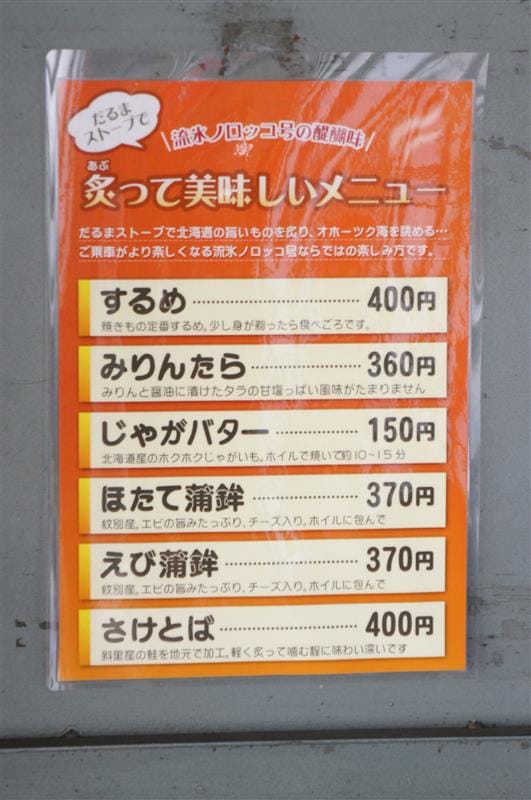 だるま
ストーブで
流氷ノロッコ号の醍醐味
あぶ
炙って美味しいメニュー
だるまストーブで北海道の旨いものを炙り、オホーツク海を眺める…
ご乗車がより楽しくなる流氷ノロッコ号ならではの楽しみ方です。
するめ……………………400円
焼きもの定番するめ。少し身が剃ったら食べごろです。
みりんたら………………360円
みりんと醤油に漬けたタラの甘塩っぱい風味がたまりません
じゃがバター……………150円
北海道産のホクホクじゃがいも。ホイルで焼いて約10~15分
ほたて蒲鉾………………370円
紋別産。エビの旨みたっぷり、チーズ入り。ホイルに包んで
えび蒲鉾…………………370円
紋別産。エビの旨みたっぷり、チーズ入り。ホイルに包んで
さけとば…………………400円
斜里産の鮭を地元で加工。軽く炙って噛む程に味わい深いです